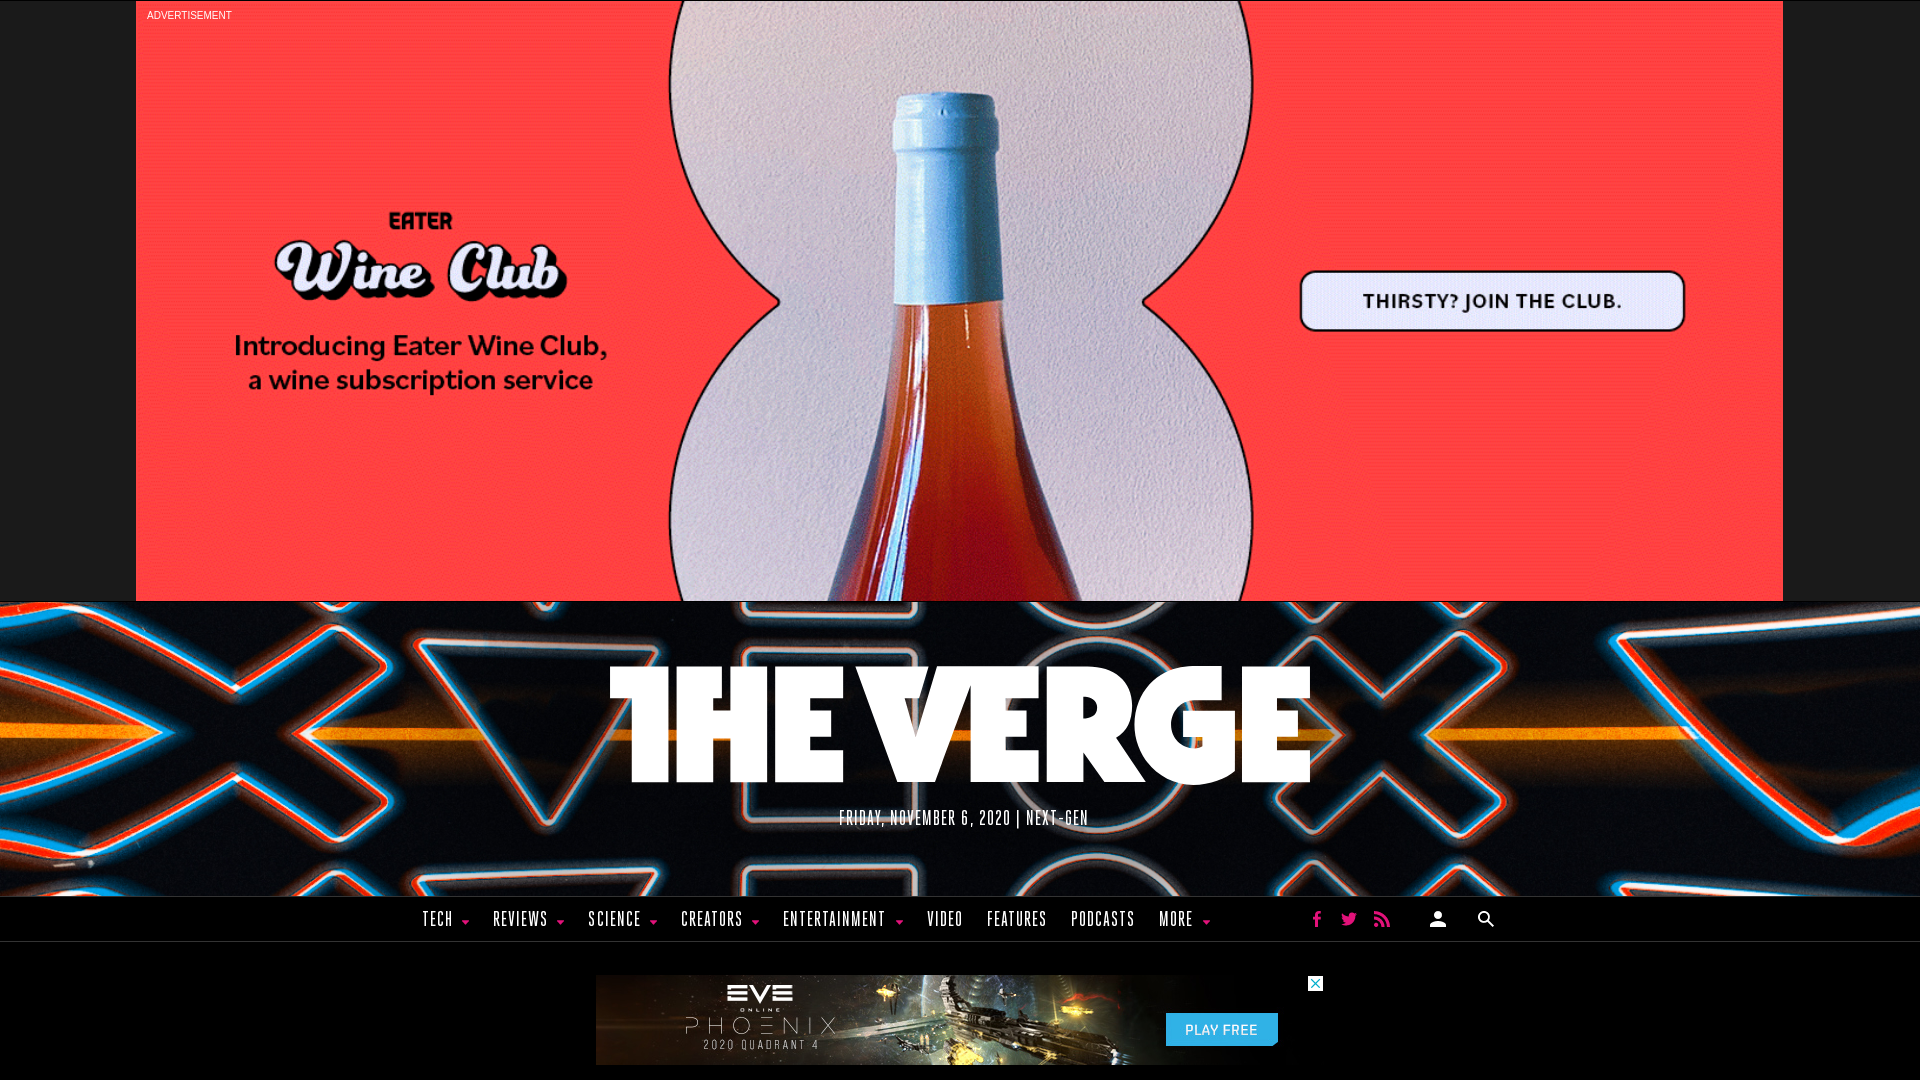 ADVERTISEMENT
EATER
Wine Club
Introducing Eater Wine Club,
a wine subscription service
THIRSTY? JOIN THE CLUB.
THE VERGE
FRIDAY, NOVEMBER 6, 2020 | NEXT-GEN
TECH REVIEWS SCIENCE CREATORS ENTERTAINMENT VIDEO FEATURES PODCASTS MORE
EVE
ONLINE
PHOENIX
2020 QUADRANT 4
PLAY FREE